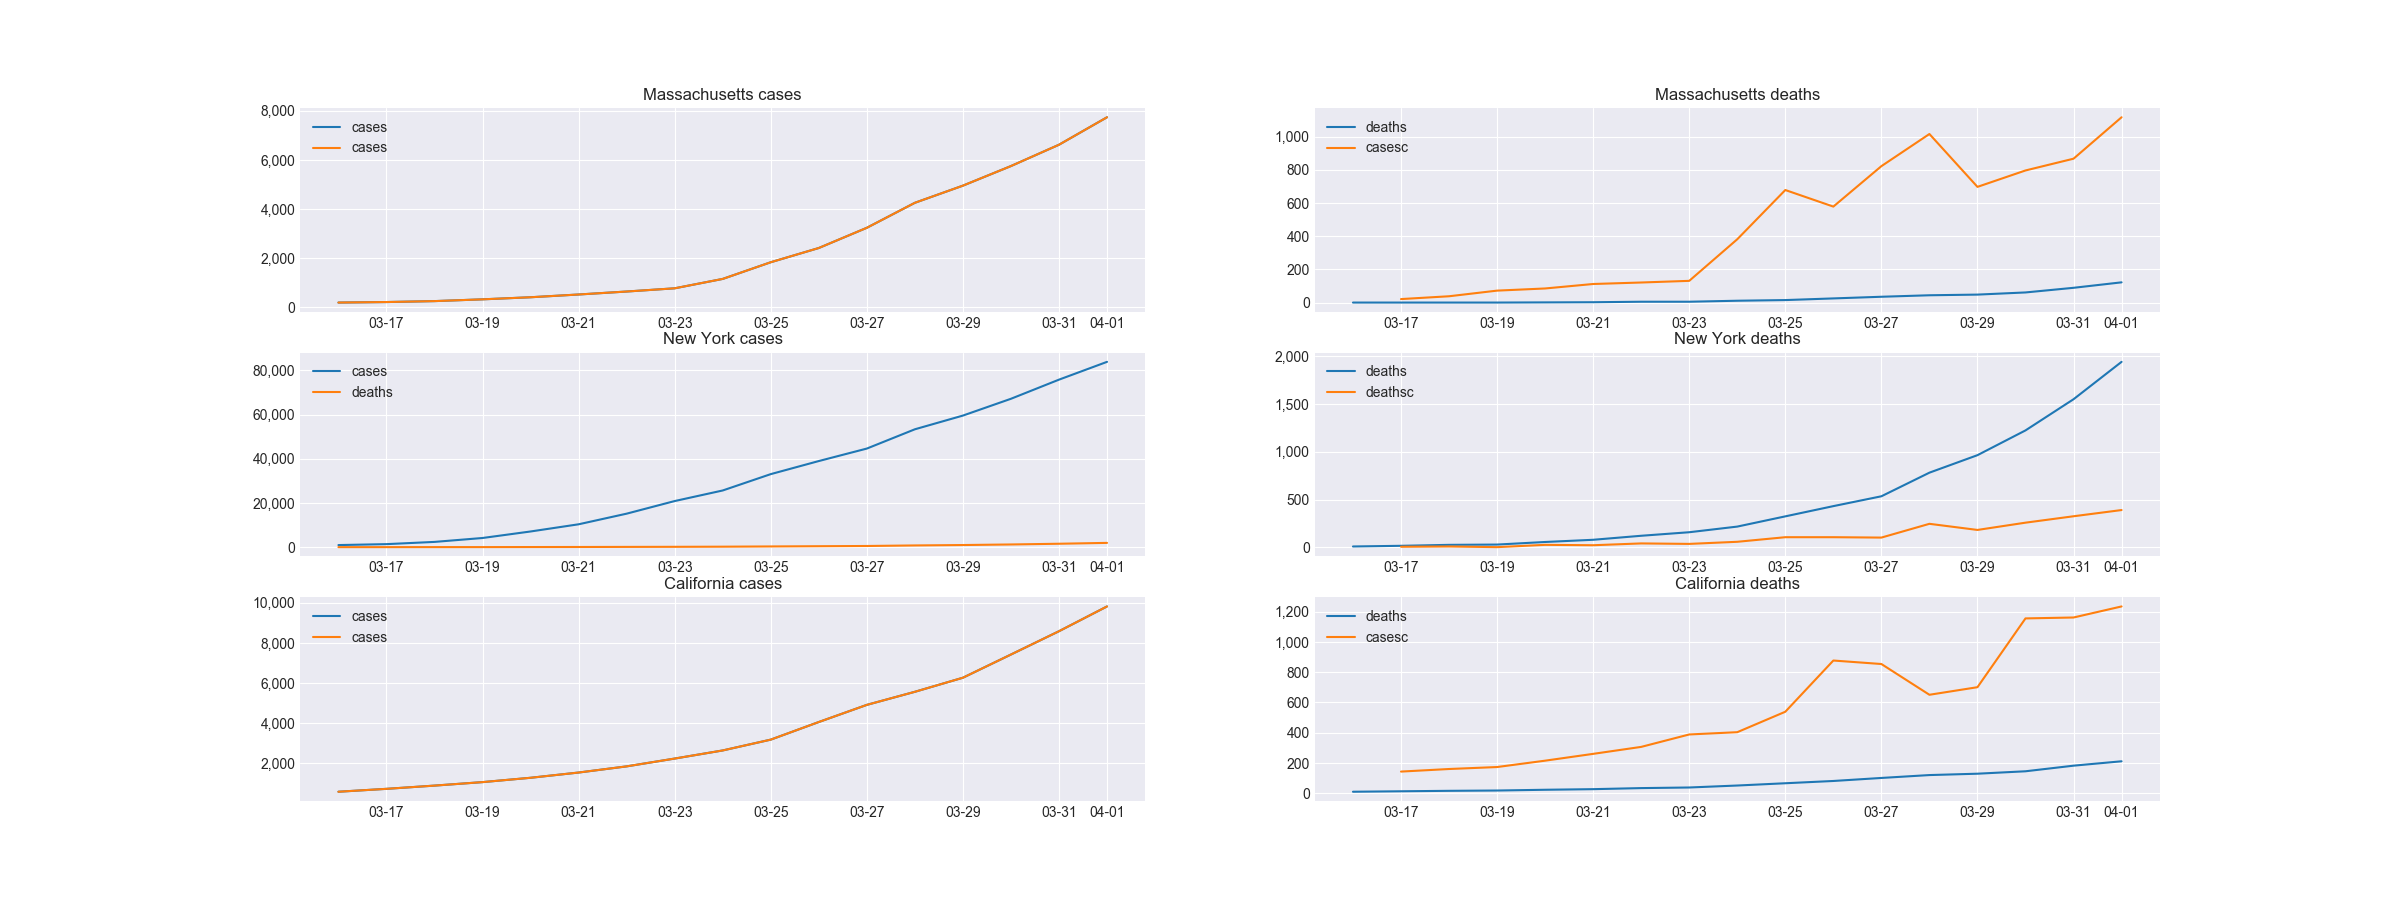 Massachusetts cases
8,000
6,000
4,000
2,000
0
cases
cases
03-17 03-19 03-21 03-23 03-25 03-27 03-29 03-31 04-01
Massachusetts deaths
1,000
800
600
400
200
0
deaths
casesc
03-17 03-19 03-21 03-23 03-25 03-27 03-29 03-31 04-01
New York cases
80,000
60,000
40,000
20,000
0
cases
deaths
03-17 03-19 03-21 03-23 03-25 03-27 03-29 03-31 04-01
New York deaths
2,000
1,500
1,000
500
0
deaths
deathsc
03-17 03-19 03-21 03-23 03-25 03-27 03-29 03-31 04-01
California cases
10,000
8,000
6,000
4,000
2,000
cases
cases
03-17 03-19 03-21 03-23 03-25 03-27 03-29 03-31 04-01
California deaths
1,200
1,000
800
600
400
200
0
deaths
casesc
03-17 03-19 03-21 03-23 03-25 03-27 03-29 03-31 04-01